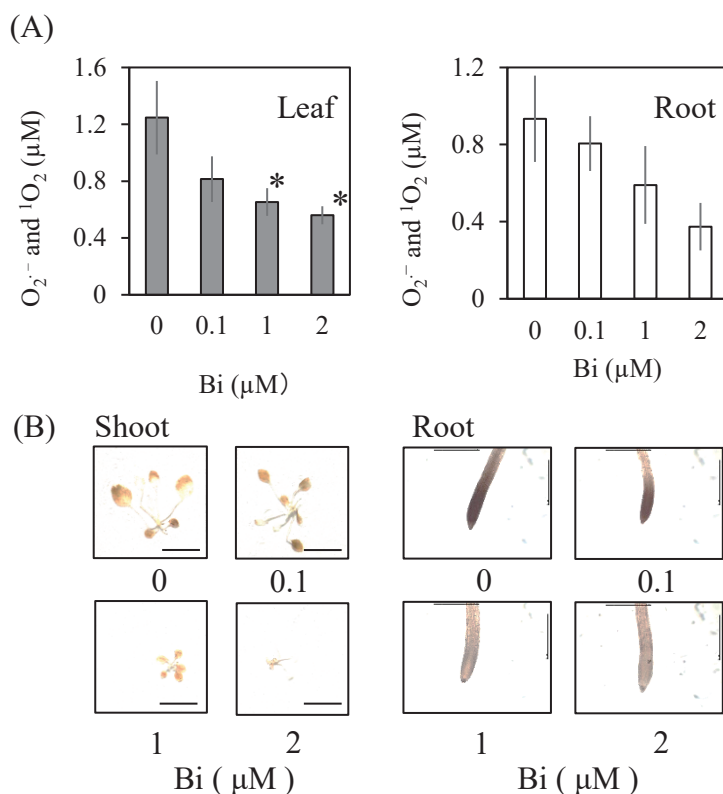 (A)
1.6
1.2
0.8
0.4
0
O₂·⁻ and ¹O₂ (µM)
Leaf
*
*
0 0.1 1 2
Bi (µM)
1.2
0.8
0.4
0
O₂·⁻ and ¹O₂ (µM)
Root
0 0.1 1 2
Bi (µM)
(B) Shoot Root
0 0.1 0 0.1
1 2 1 2
Bi ( µM ) Bi ( µM )